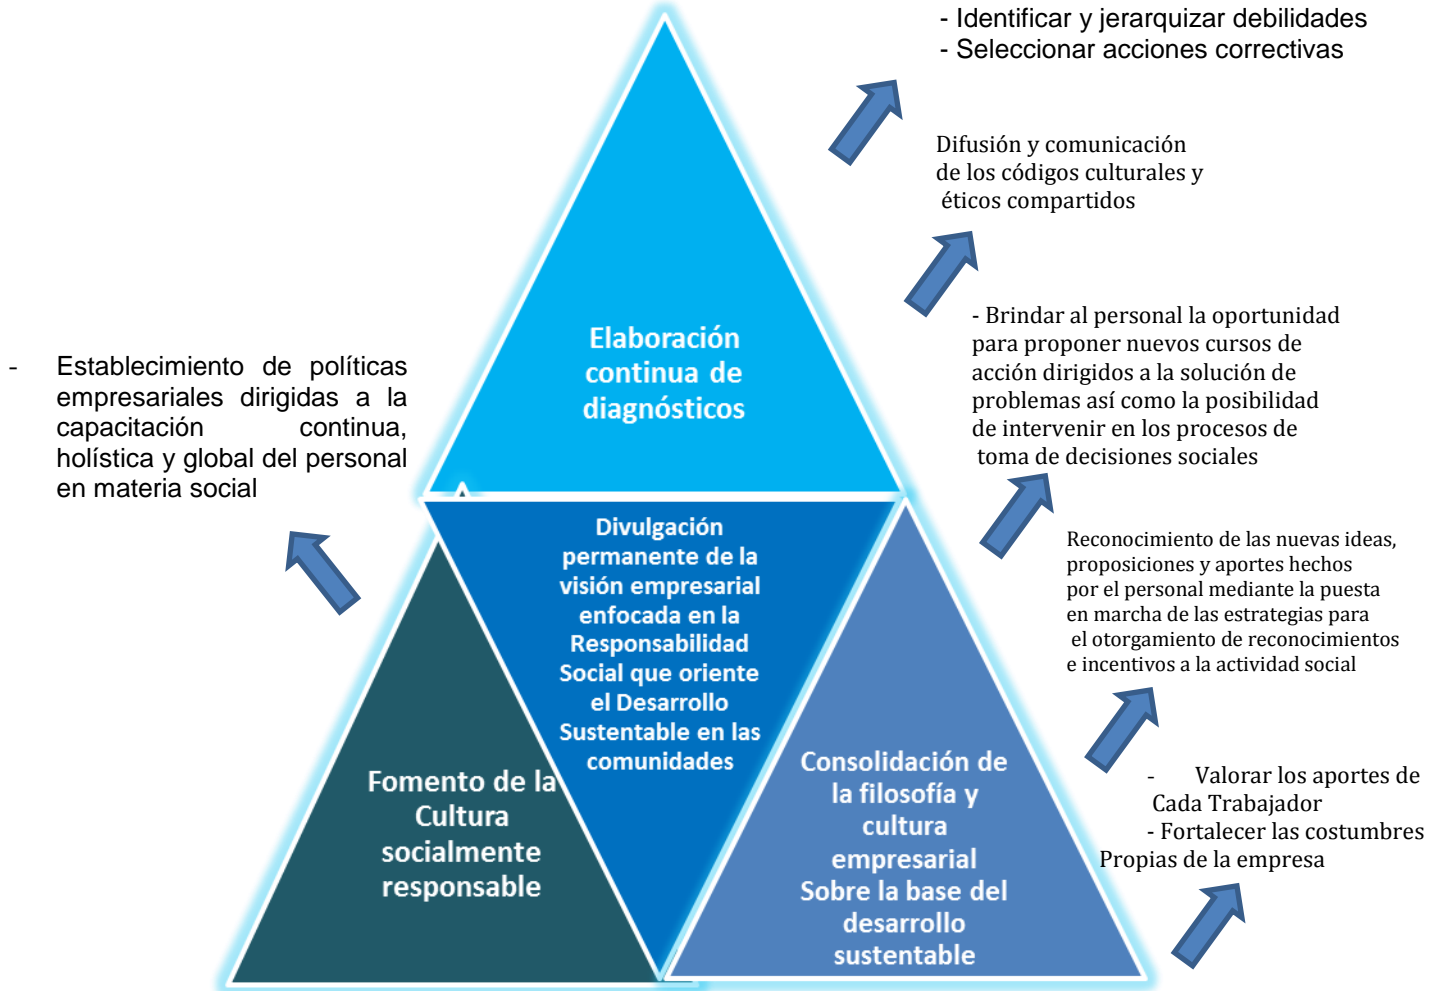 - Identificar y jerarquizar debilidades
- Seleccionar acciones correctivas
Difusión y comunicación
de los códigos culturales y
éticos compartidos
- Brindar al personal la oportunidad
para proponer nuevos cursos de
acción dirigidos a la solución de
problemas así como la posibilidad
de intervenir en los procesos de
toma de decisiones sociales
Elaboración
continua de
diagnósticos
- Establecimiento de políticas
empresariales dirigidas a la
capacitación continua,
holística y global del personal
en materia social
Divulgación
permanente de la
visión empresarial
enfocada en la
Responsabilidad
Social que oriente
el Desarrollo
Sustentable en las
comunidades
Reconocimiento de las nuevas ideas,
proposiciones y aportes hechos
por el personal mediante la puesta
en marcha de las estrategias para
el otorgamiento de reconocimientos
e incentivos a la actividad social
Fomento de la
Cultura
socialmente
responsable
Consolidación de
la filosofía y
cultura
empresarial
Sobre la base del
desarrollo
sustentable
- Valorar los aportes de
Cada Trabajador
- Fortalecer las costumbres
Propias de la empresa